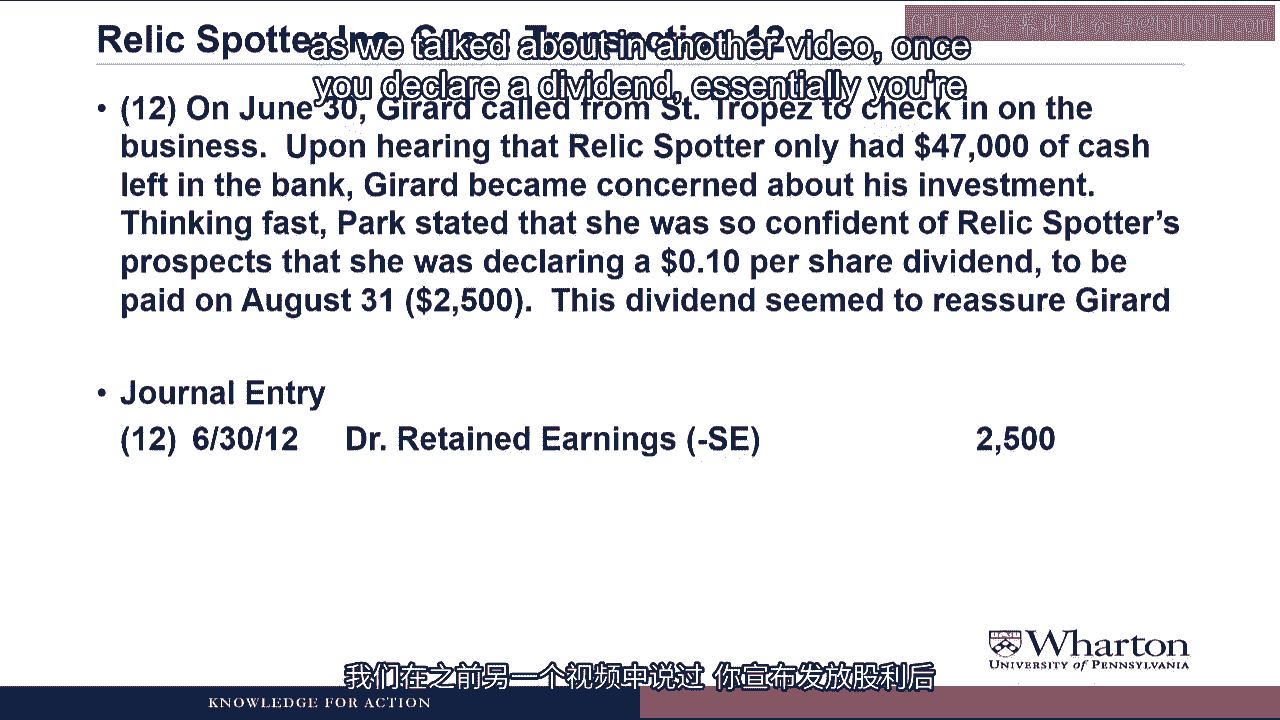 Relic Spotter Inc. Case: Transaction 12
as we talked about in another video, once
you declare a dividend, essentially you're
• (12) On June 30, Girard called from St. Tropez to check in on the
business. Upon hearing that Relic Spotter only had $47,000 of cash
left in the bank, Girard became concerned about his investment.
Thinking fast, Park stated that she was so confident of Relic Spotter's
prospects that she was declaring a $0.10 per share dividend, to be
paid on August 31 ($2,500). This dividend seemed to reassure Girard
• Journal Entry
(12) 6/30/12 Dr. Retained Earnings (-SE) 2,500
Wharton
UNIVERSITY of PENNSYLVANIA
我们在之前另一个视频中说过 你宣布发放股利后
KNOWLEDGE FOR ACTION